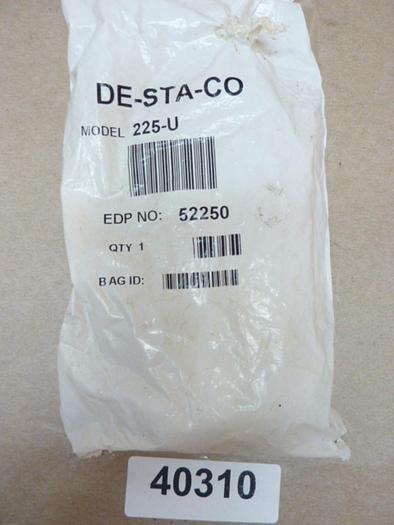 DE-STA-CO
MODEL 225-U
EDP NO: 52250
QTY 1
BAG ID:
40310